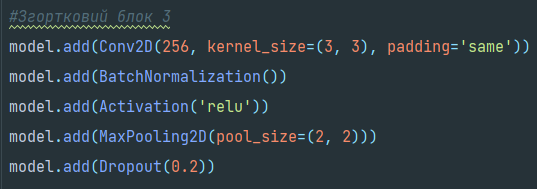 #Згортковий блок 3
model.add(Conv2D(256, kernel_size=(3, 3), padding='same'))
model.add(BatchNormalization())
model.add(Activation('relu'))
model.add(MaxPooling2D(pool_size=(2, 2)))
model.add(Dropout(0.2))